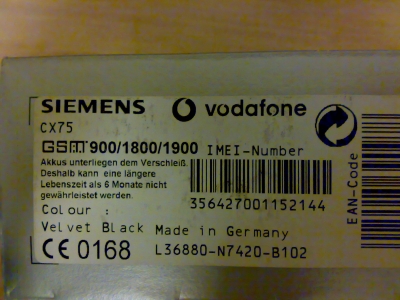 SIEMENS vodafone
CX75
GSM 900/1800/1900 IMEI-Number
Akkus unterliegen dem Verschleiß.
Deshalb kann eine längere
Lebenszeit als 6 Monate nicht
gewährleistet werden.
356427001152144
Colour :
Velvet Black Made in Germany
CE 0168 L36880-N7420-B102
EAN-Code